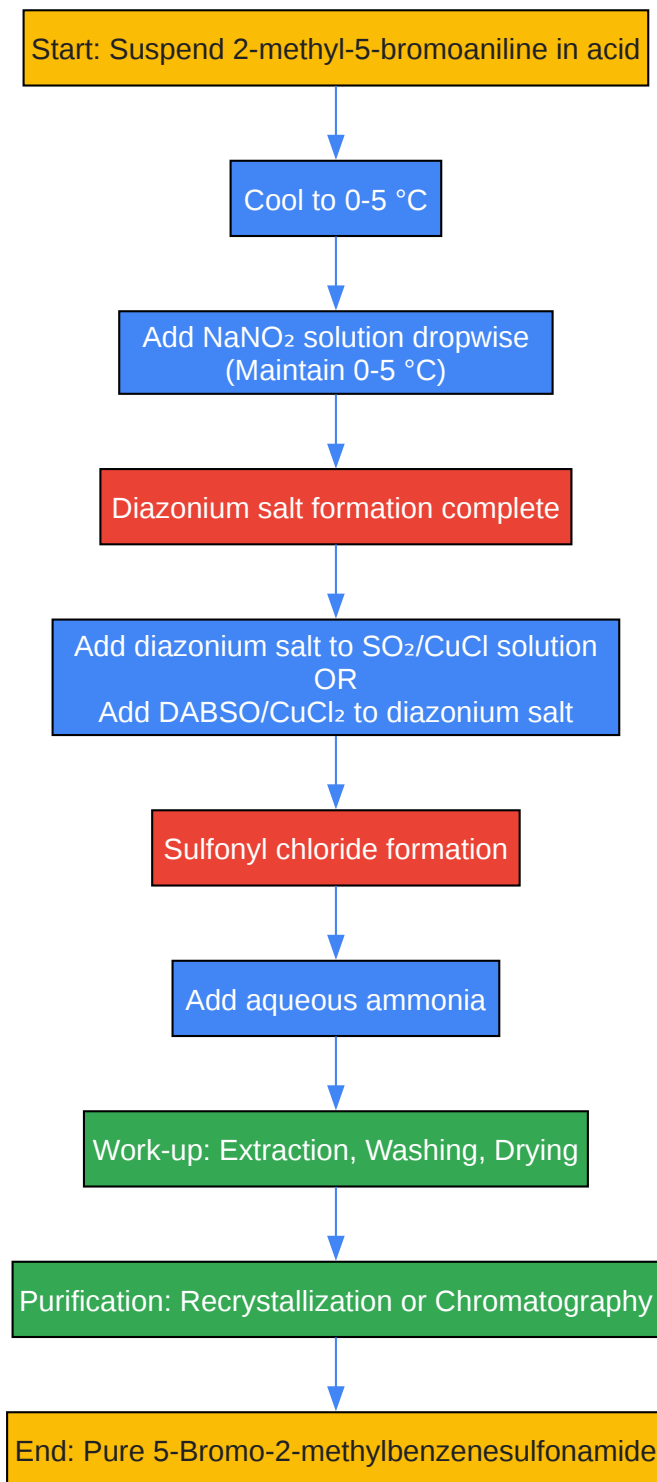 Start: Suspend 2-methyl-5-bromoaniline in acid
Cool to 0-5 °C
Add NaNO₂ solution dropwise
(Maintain 0-5 °C)
Diazonium salt formation complete
Add diazonium salt to SO₂/CuCl solution
OR
Add DABSO/CuCl₂ to diazonium salt
Sulfonyl chloride formation
Add aqueous ammonia
Work-up: Extraction, Washing, Drying
Purification: Recrystallization or Chromatography
End: Pure 5-Bromo-2-methylbenzenesulfonamide